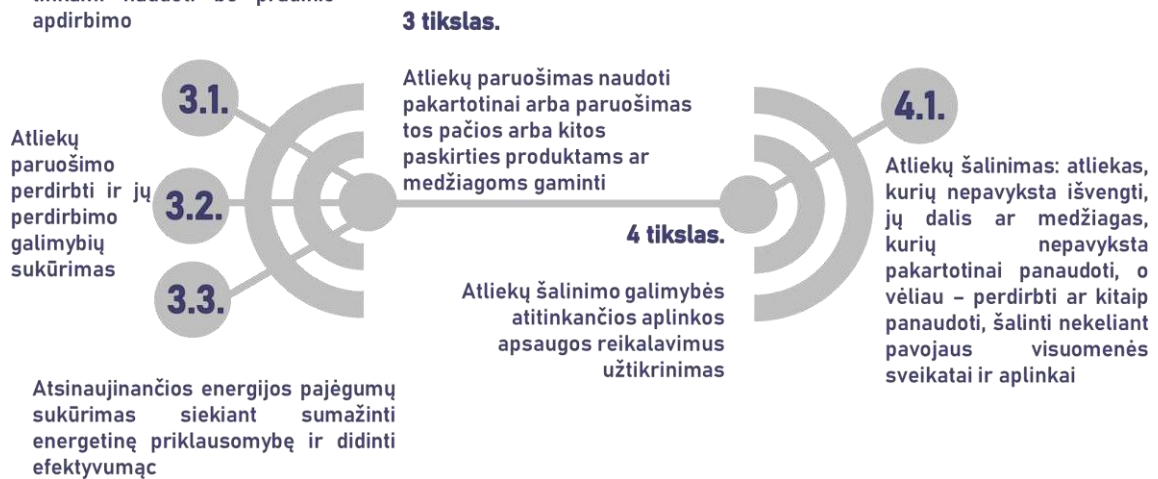 apdirbimo
3.1.
Atliekų
paruošimo
perdirbti ir jų
perdirbimo
galimybių
sukūrimas
3.2.
3.3.
Atsinaujinančios energijos pajėgumų
sukūrimas siekiant sumažinti
energetinę priklausomybę ir didinti
efektyvumąc
3 tikslas.
Atliekų paruošimas naudoti
pakartotinai arba paruošimas
tos pačios arba kitos
paskirties produktams ar
medžiagoms gaminti
4 tikslas.
Atliekų šalinimo galimybės
atitinkančios aplinkos
apsaugos reikalavimus
užtikrinimas
4.1.
Atliekų šalinimas: atliekas,
kurių nepavyksta išvengti,
jų dalis ar medžiagas,
kurių nepavyksta
pakartotinai panaudoti, o
vėliau – perdirbti ar kitaip
panaudoti, šalinti nekeliant
pavojaus visuomenės
sveikatai ir aplinkai